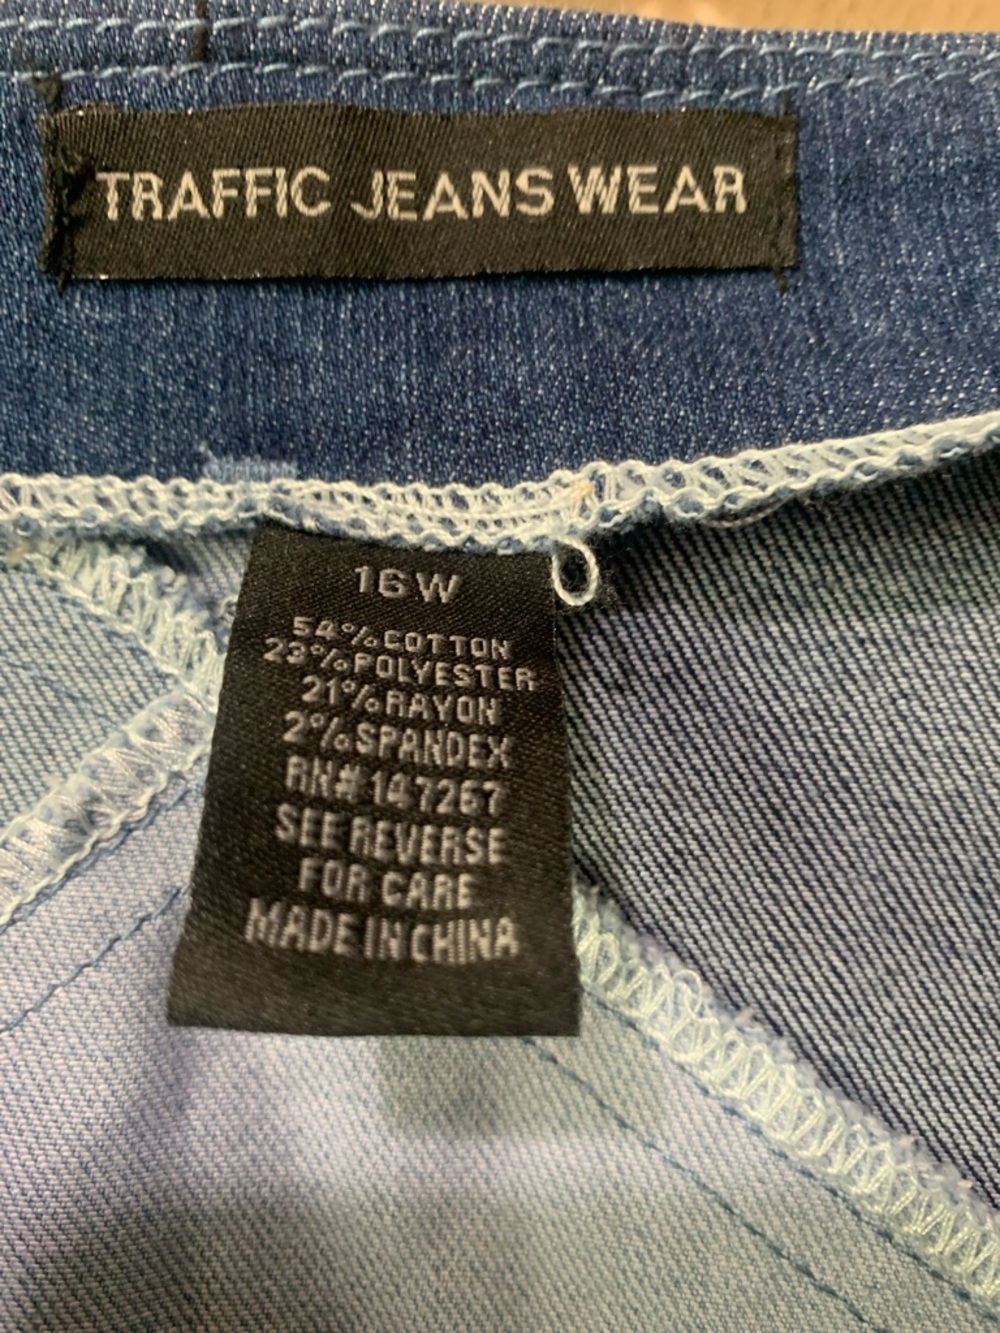 TRAFFIC JEANS WEAR
16W
54%COTTON
23%POLYESTER
21%RAYON
2%SPANDEX
RN#147267
SEE REVERSE
FOR CARE
MADE IN CHINA